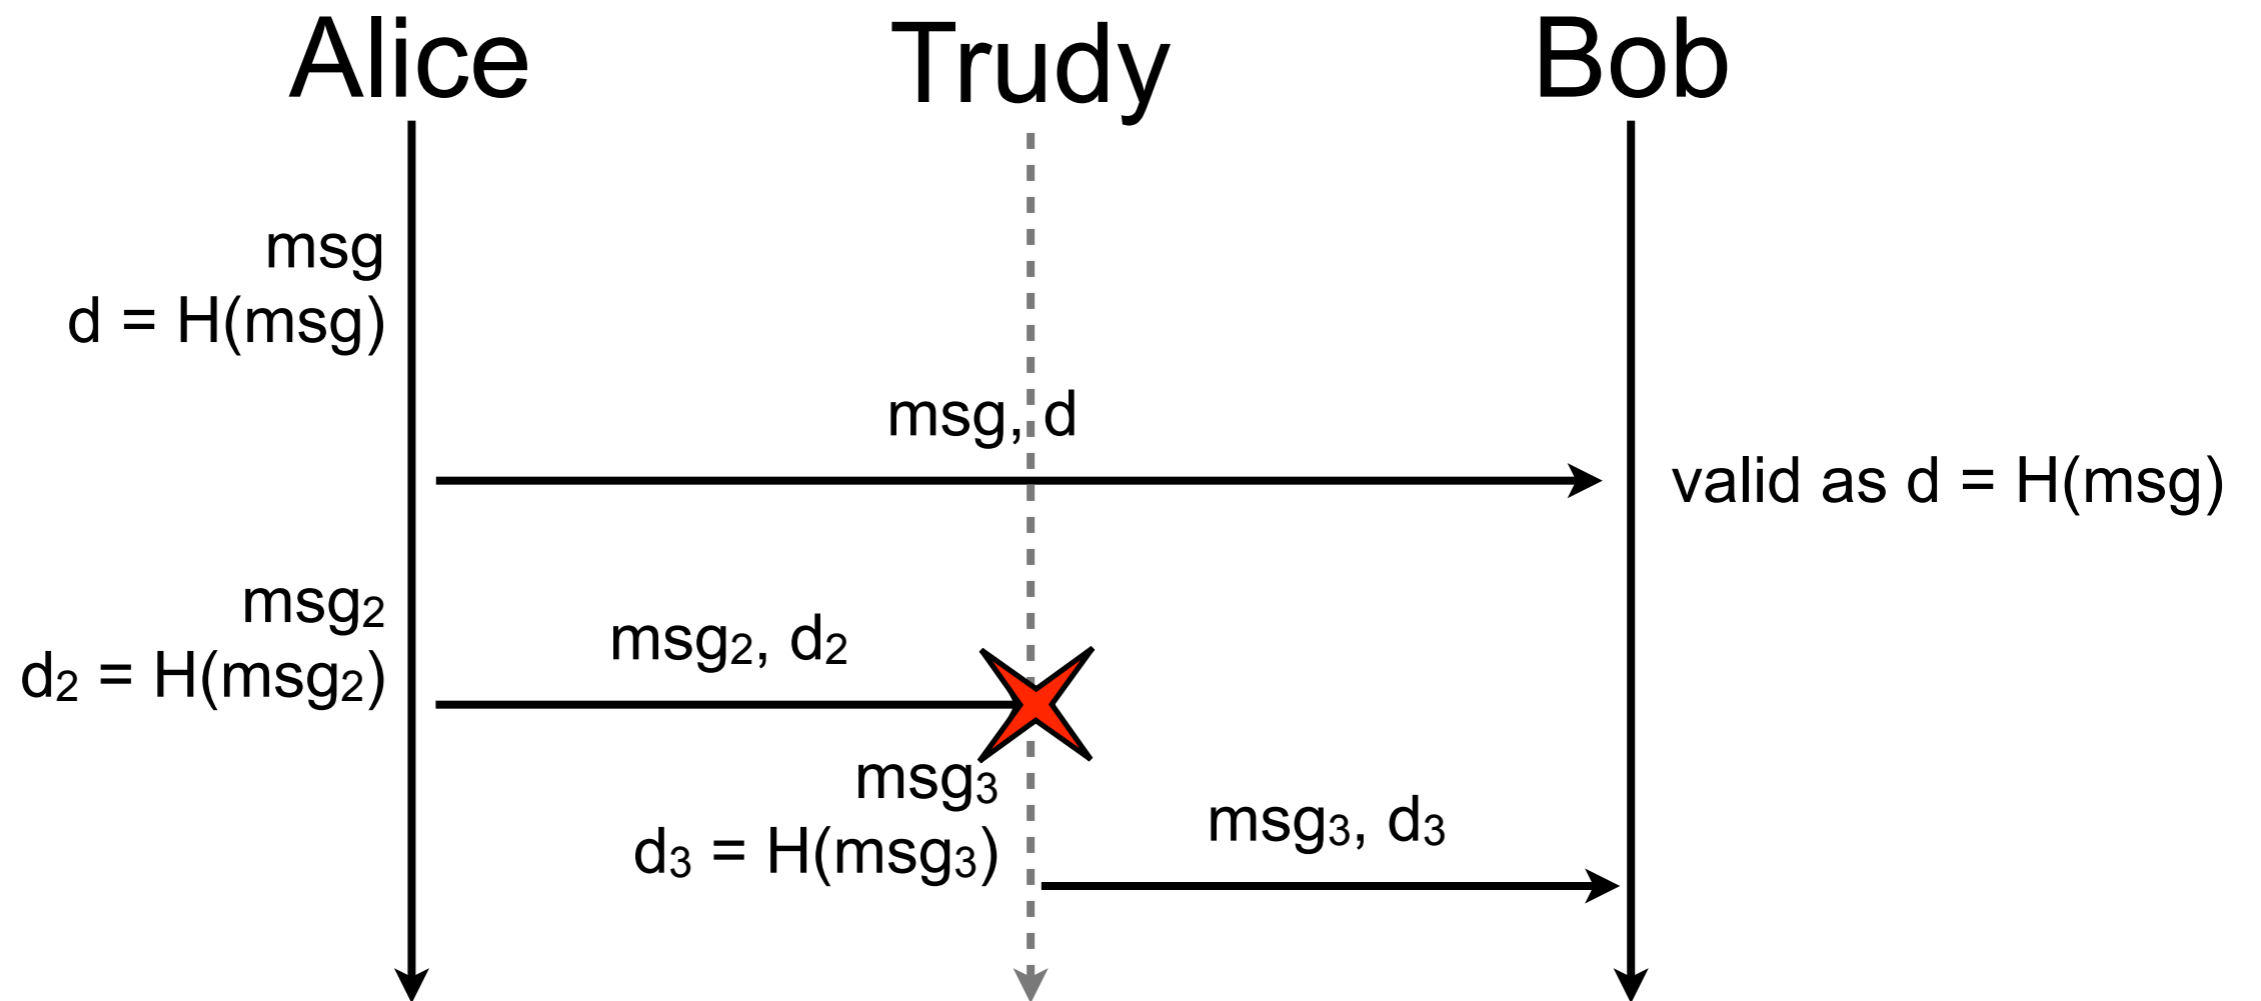 Alice
Trudy
Bob
msg
d = H(msg)
msg, d
valid as d = H(msg)
msg₂
d₂ = H(msg₂)
msg₂, d₂
msg₃
d₃ = H(msg₃)
msg₃, d₃